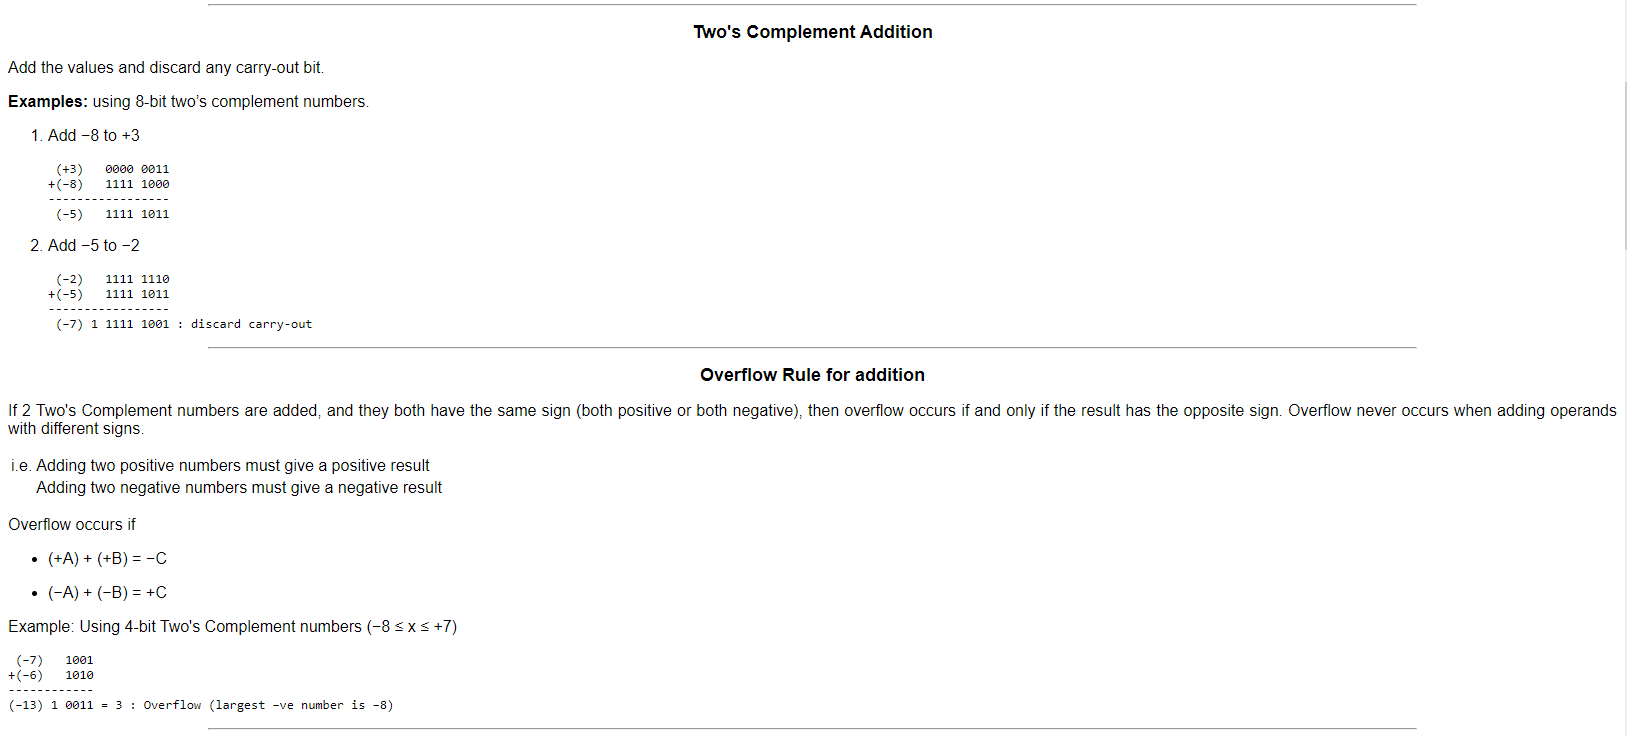 Two's Complement Addition
Add the values and discard any carry-out bit.
Examples: using 8-bit two's complement numbers.
1. Add −8 to +3
(+3)   0000 0011
+(-8)   1111 1000
-----------------
(-5)   1111 1011
2. Add −5 to −2
(-2)   1111 1110
+(-5)   1111 1011
-----------------
(-7) 1 1111 1001 : discard carry-out
Overflow Rule for addition
If 2 Two's Complement numbers are added, and they both have the same sign (both positive or both negative), then overflow occurs if and only if the result has the opposite sign. Overflow never occurs when adding operands
with different signs.
i.e. Adding two positive numbers must give a positive result
Adding two negative numbers must give a negative result
Overflow occurs if
• (+A) + (+B) = −C
• (−A) + (−B) = +C
Example: Using 4-bit Two's Complement numbers (−8 ≤ x ≤ +7)
(-7)   1001
+(-6)   1010
------------
(-13) 1 0011 = 3 : Overflow (largest -ve number is -8)